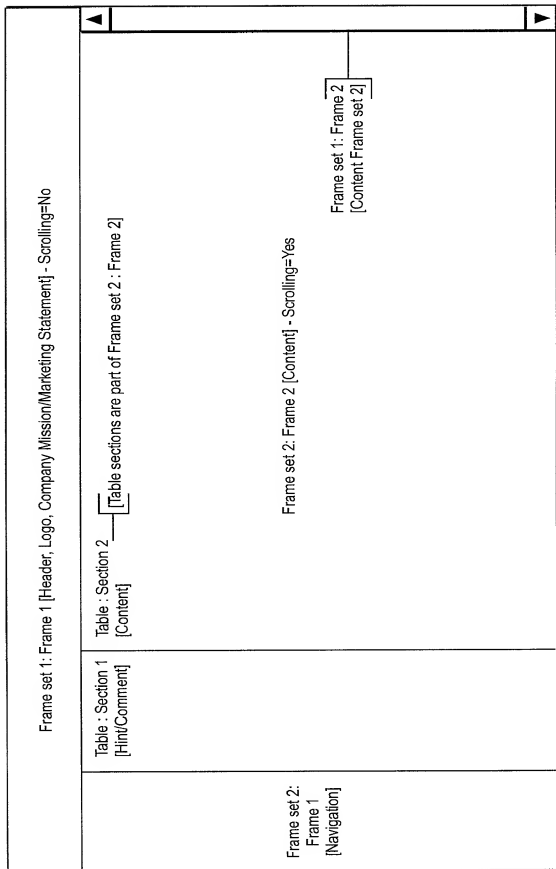 Frame set 1: Frame 1 [Header, Logo, Company Mission/Marketing Statement] - Scrolling=No
Frame set 2:
Frame 1
[Navigation]
Table : Section 1
[Hint/Comment]
Table : Section 2
[Content]
[Table sections are part of Frame set 2 : Frame 2]
Frame set 2: Frame 2 [Content] - Scrolling=Yes
Frame set 1: Frame 2
[Content Frame set 2]